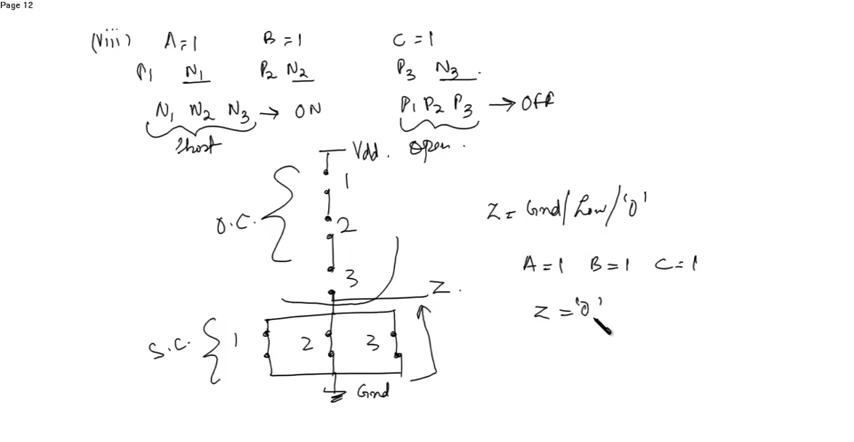 Page 12
(viii) A=1 B=1 C=1
P1 N1 P2 N2 P3 N3
N1 N2 N3 → ON P1 P2 P3 → OFF
Short Open
Vdd
1
O.C. 2
3
Z
Z = Gnd/Low/'0'
A=1 B=1 C=1
Z='0'
S.C. 1 2 3
Gnd